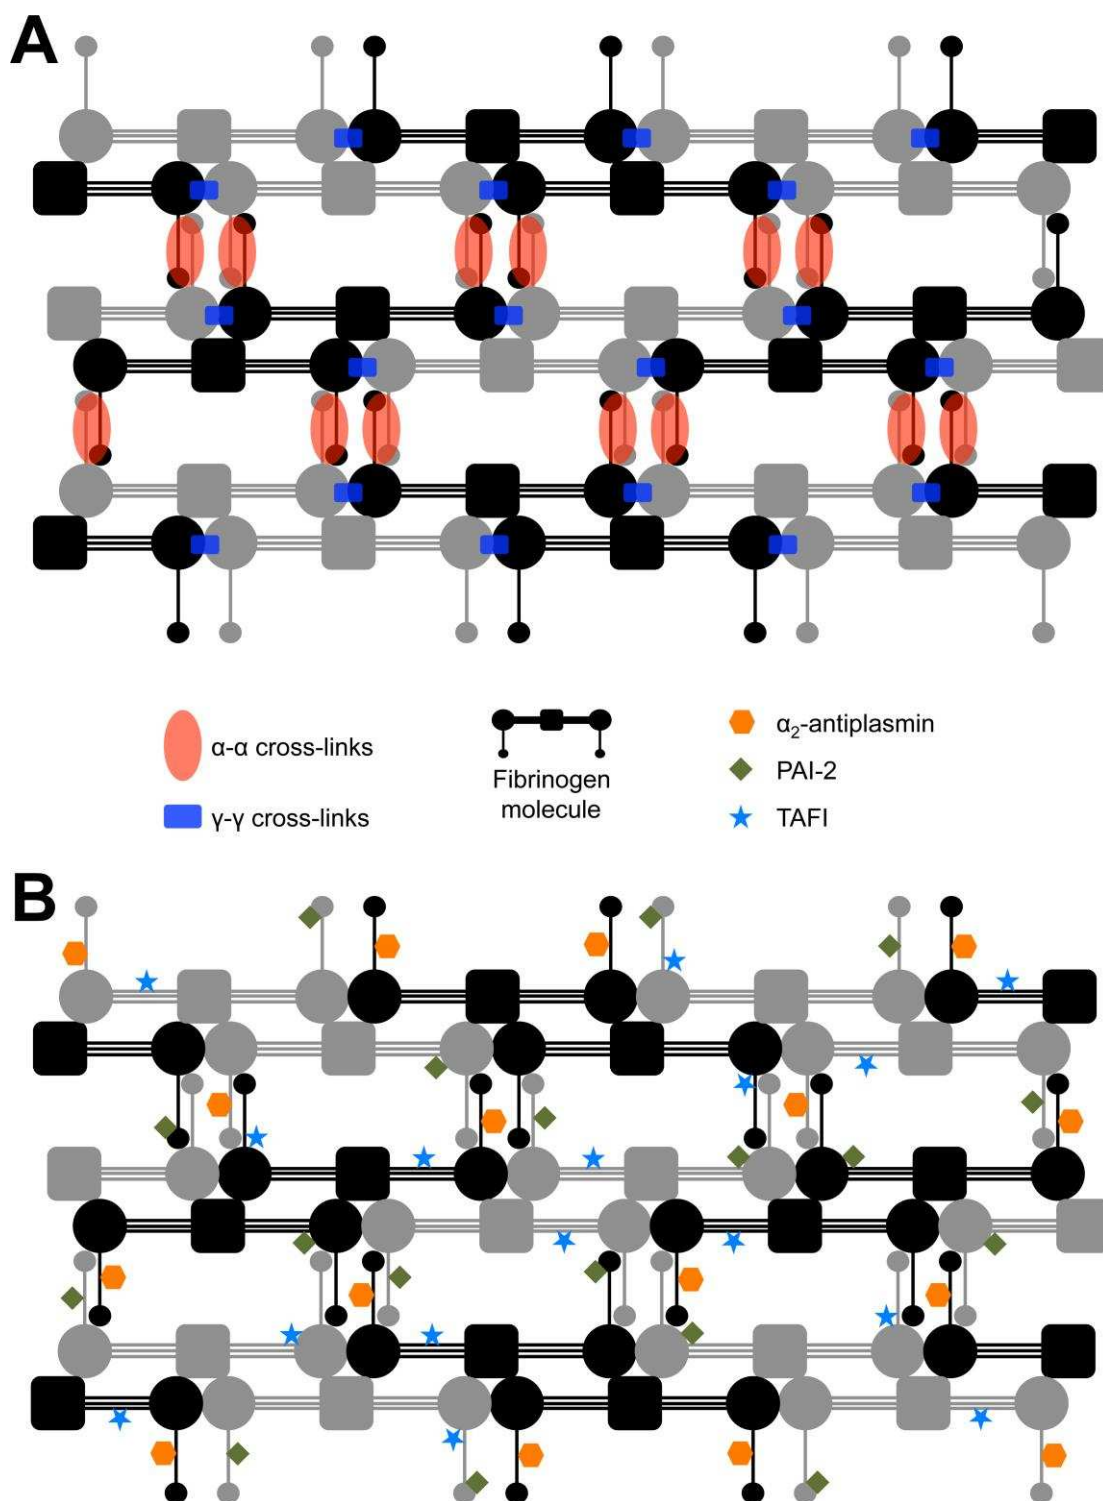 A
α-α cross-links
γ-γ cross-links
Fibrinogen
molecule
α₂-antiplasmin
PAI-2
TAFI
B